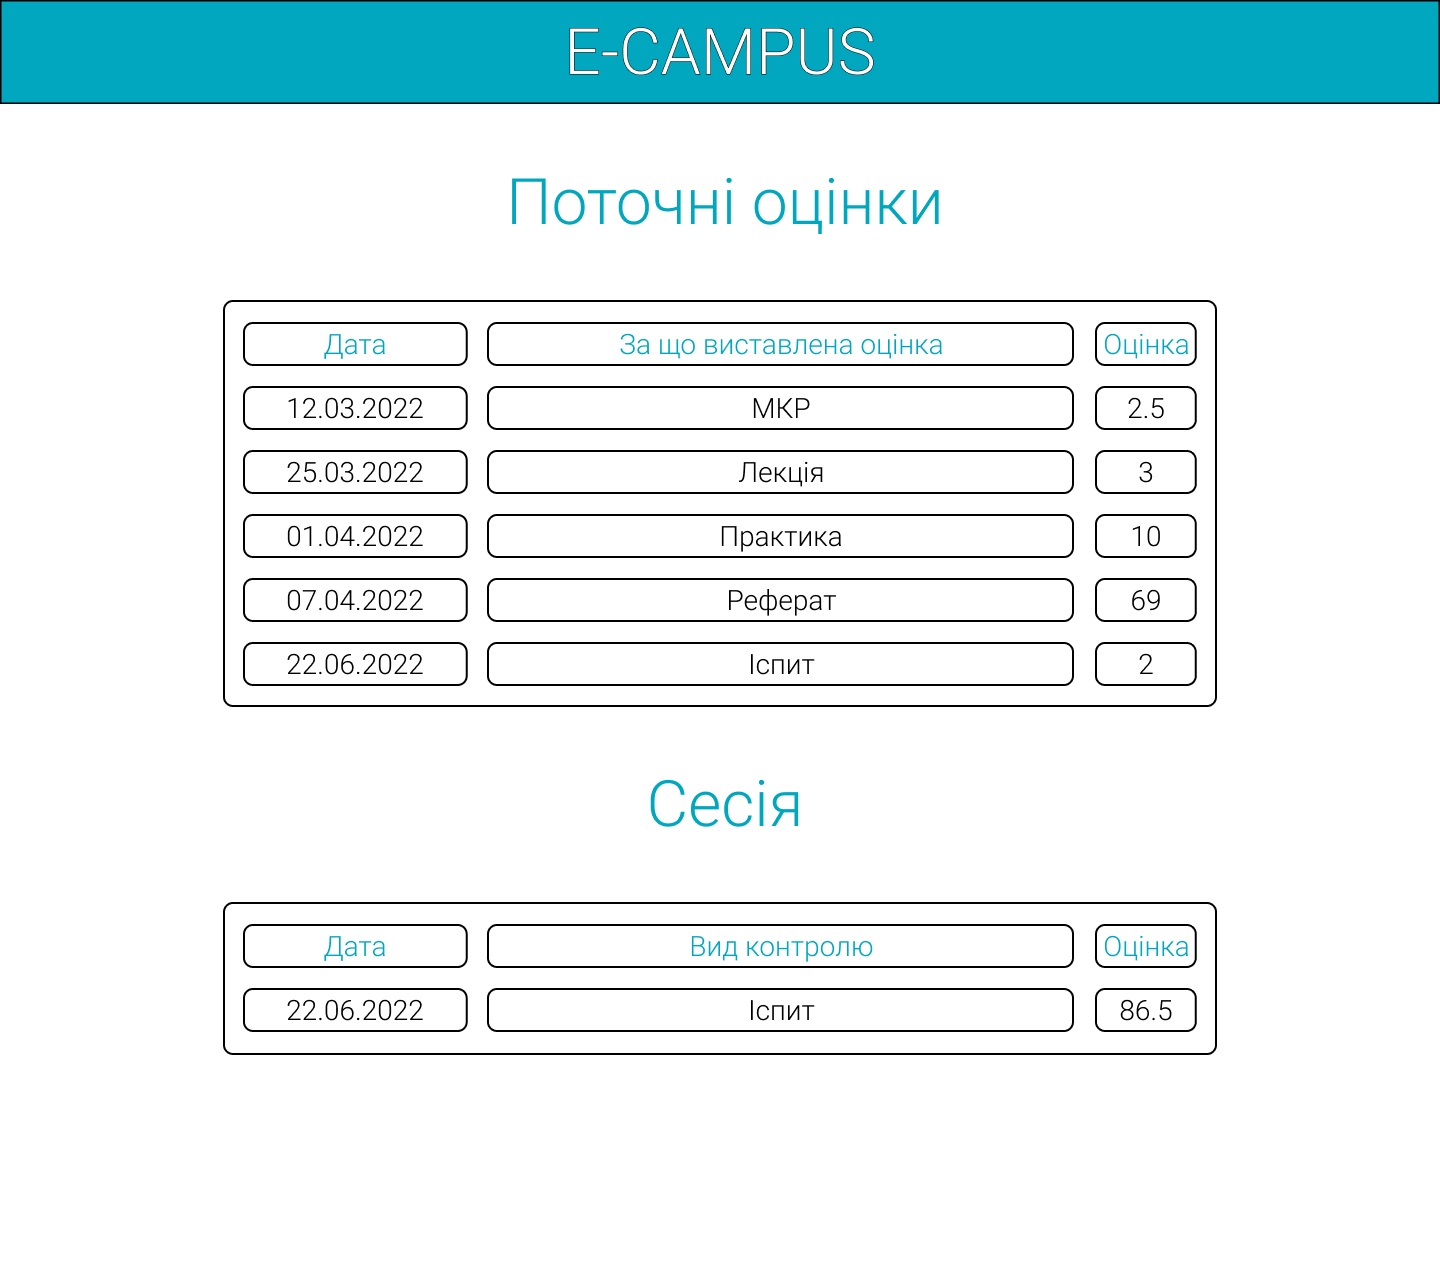 E-CAMPUS
Поточні оцінки
Дата За що виставлена оцінка Оцінка
12.03.2022 МКР 2.5
25.03.2022 Лекція 3
01.04.2022 Практика 10
07.04.2022 Реферат 69
22.06.2022 Іспит 2
Сесія
Дата Вид контролю Оцінка
22.06.2022 Іспит 86.5